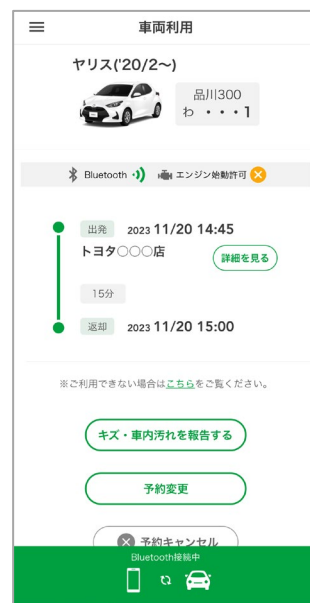 車両利用
ヤリス('20/2〜)
品川300
わ ・・・1
Bluetooth エンジン始動許可
出発 2023 11/20 14:45
トヨタ○○○店
詳細を見る
15分
返却 2023 11/20 15:00
※ご利用できない場合はこちらをご覧ください。
キズ・車内汚れを報告する
予約変更
予約キャンセル
Bluetooth接続中